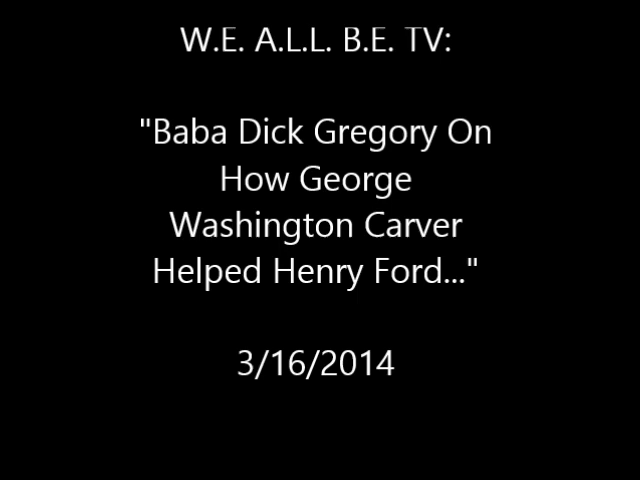 W.E. A.L.L. B.E. TV:
"Baba Dick Gregory On
How George
Washington Carver
Helped Henry Ford..."
3/16/2014